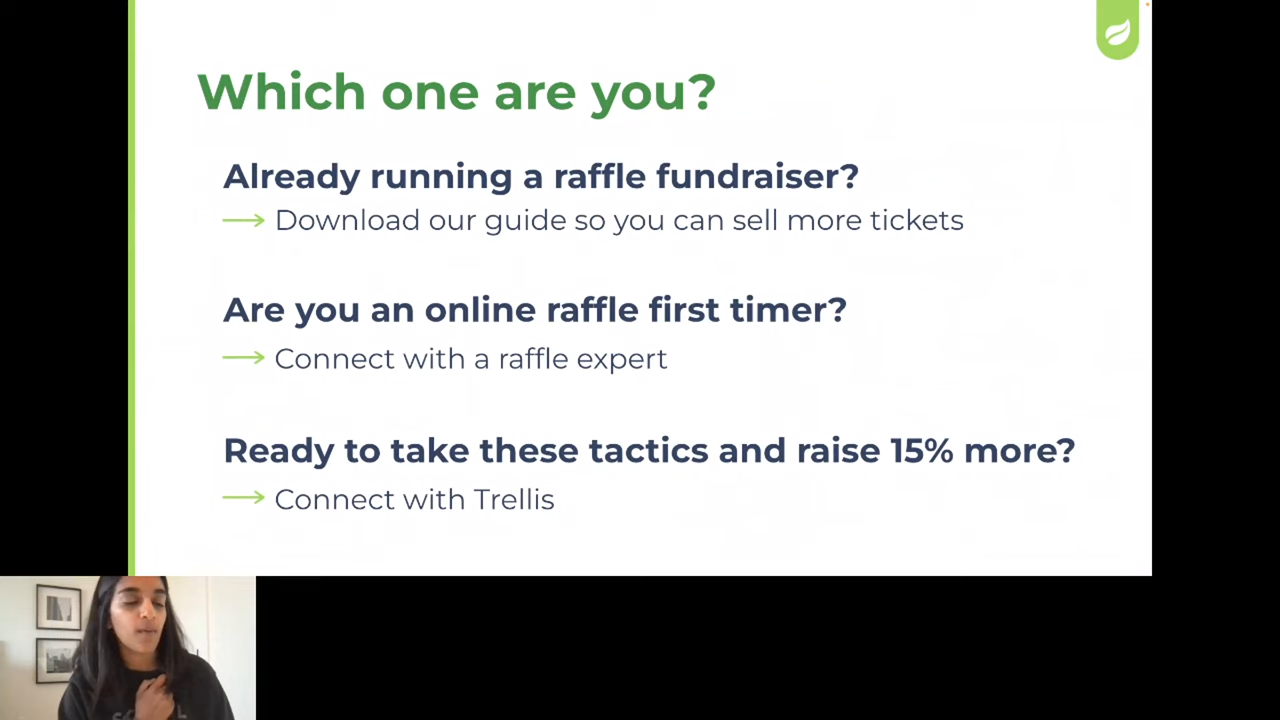 Which one are you?
Already running a raffle fundraiser?
Download our guide so you can sell more tickets
Are you an online raffle first timer?
Connect with a raffle expert
Ready to take these tactics and raise 15% more?
Connect with Trellis